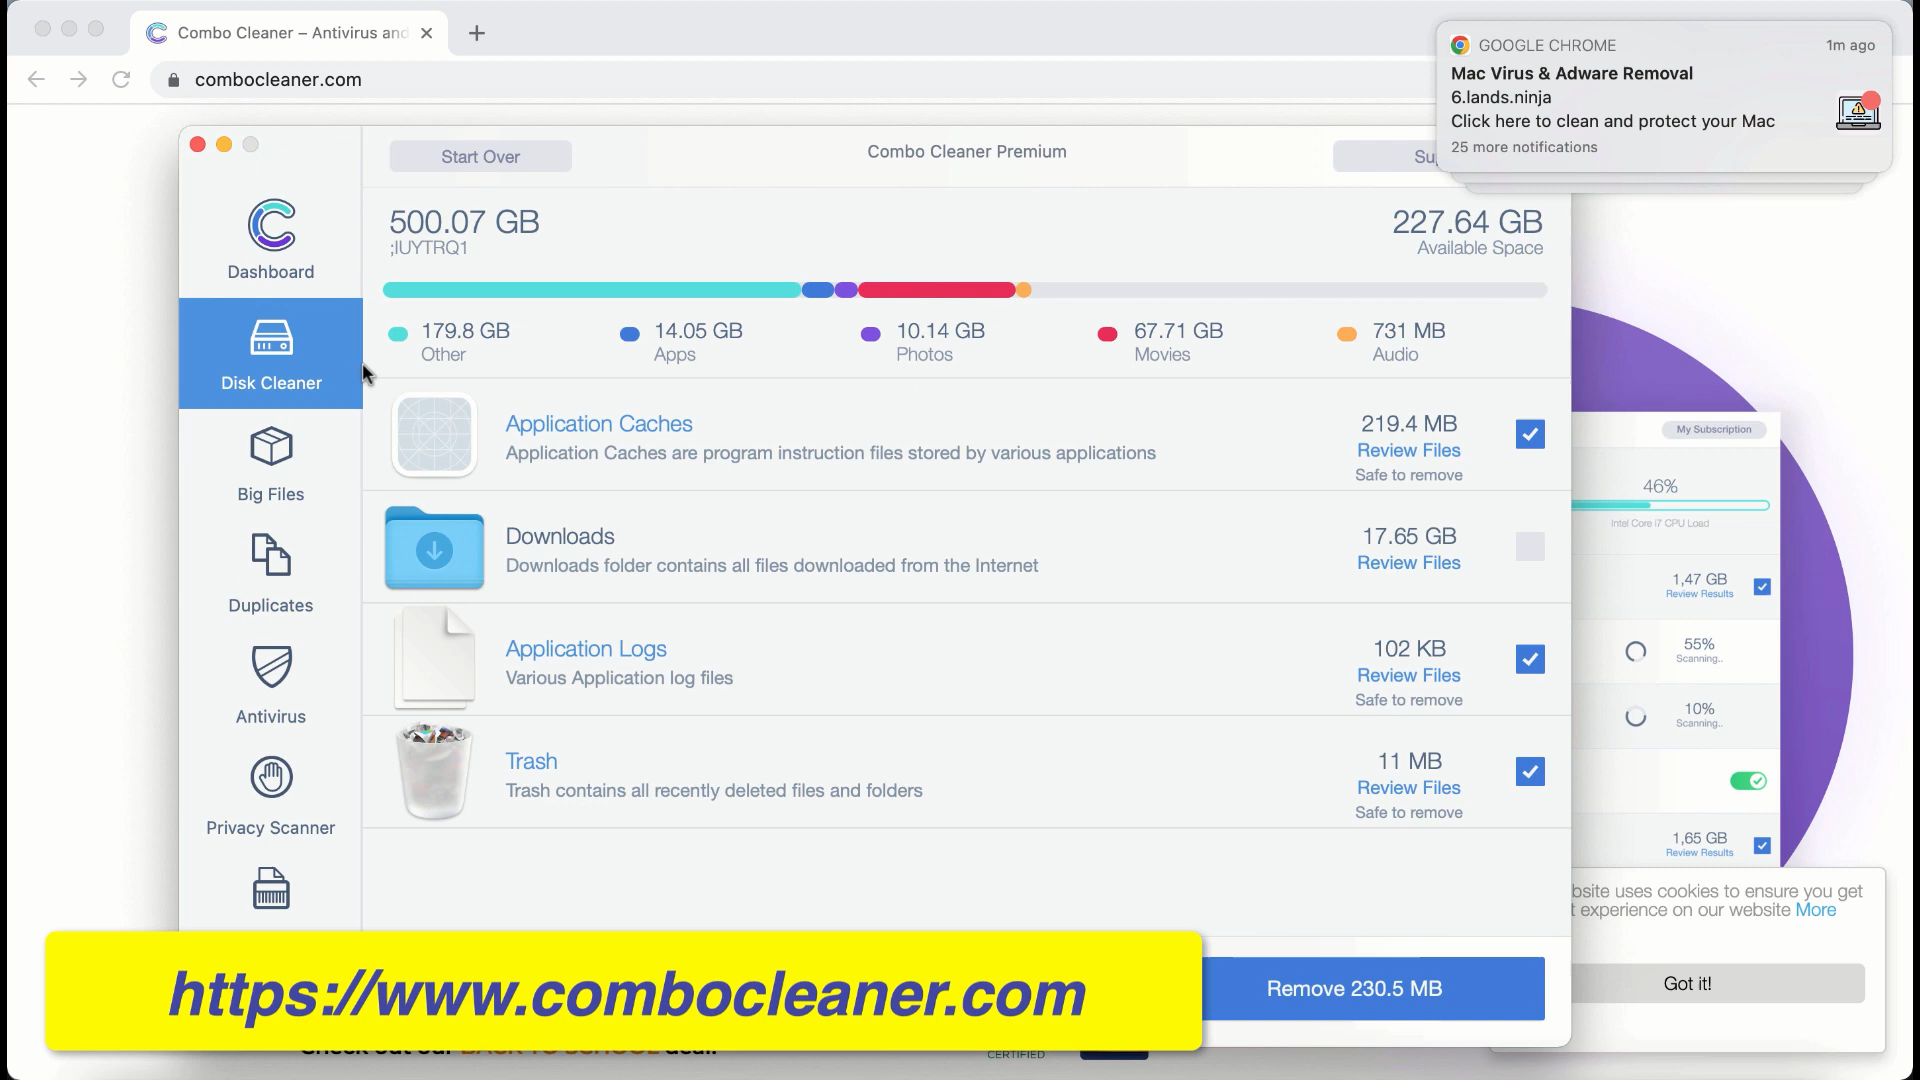 Combo Cleaner – Antivirus and
combocleaner.com
GOOGLE CHROME
1m ago
Mac Virus & Adware Removal
6.lands.ninja
Click here to clean and protect your Mac
25 more notifications
Start Over
Combo Cleaner Premium
Su
500.07 GB
;IUYTRQ1
227.64 GB
Available Space
179.8 GB
Other
14.05 GB
Apps
10.14 GB
Photos
67.71 GB
Movies
731 MB
Audio
Dashboard
Disk Cleaner
Big Files
Duplicates
Antivirus
Privacy Scanner
Application Caches
Application Caches are program instruction files stored by various applications
219.4 MB
Review Files
Safe to remove
Downloads
Downloads folder contains all files downloaded from the Internet
17.65 GB
Review Files
Application Logs
Various Application log files
102 KB
Review Files
Safe to remove
Trash
Trash contains all recently deleted files and folders
11 MB
Review Files
Safe to remove
Remove 230.5 MB
My Subscription
46%
Intel Core i7 CPU Load
1,47 GB
Review Results
55%
Scanning..
10%
Scanning..
1,65 GB
Review Results
bsite uses cookies to ensure you get
t experience on our website More
Got it!
https://www.combocleaner.com
Check out our BACK TO SCHOOL deal!
CERTIFIED